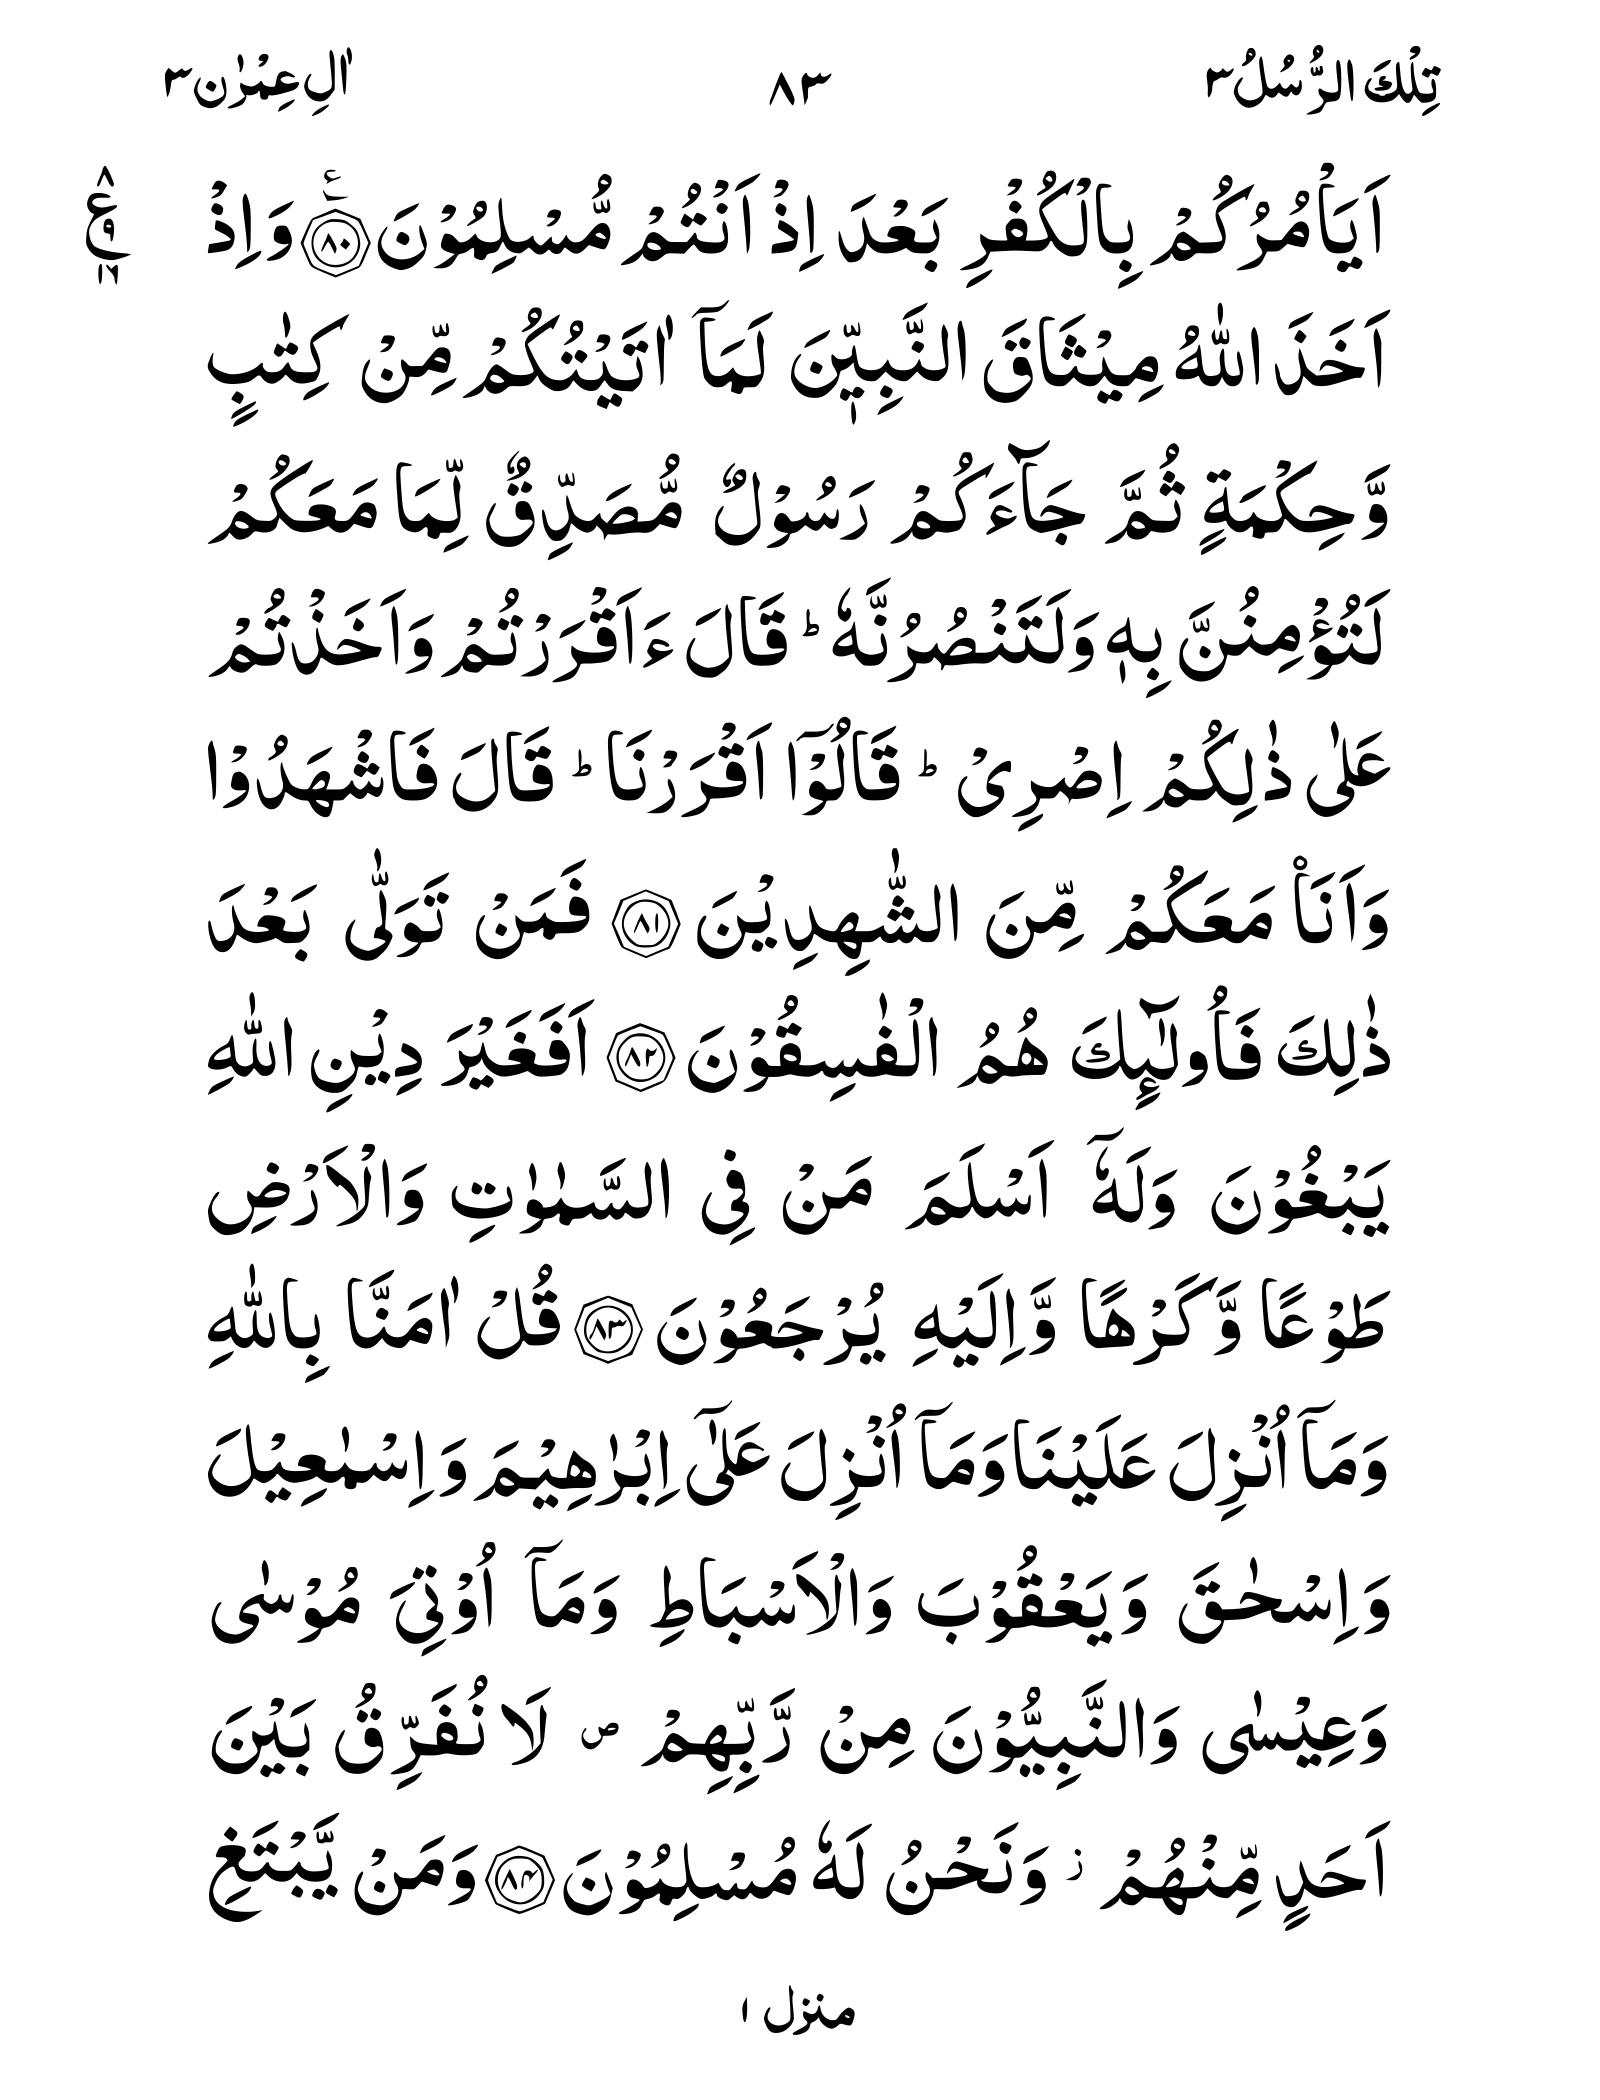 تِلْكَ الرُّسُلُ ٣ ٨٣ اٰلِ عِمْرٰن ٣
اَيَاْمُرُكُمْ بِالْكُفْرِ بَعْدَ اِذْ اَنْتُمْ مُّسْلِمُوْنَ ۝٨٠ وَاِذْ
٨ ع ٩ ١٦
اَخَذَ اللّٰهُ مِيْثَاقَ النَّبِيّٖنَ لَمَاۤ اٰتَيْتُكُمْ مِّنْ كِتٰبٍ
وَّحِكْمَةٍ ثُمَّ جَآءَكُمْ رَسُوْلٌ مُّصَدِّقٌ لِّمَا مَعَكُمْ
لَتُؤْمِنُنَّ بِهٖ وَلَتَنْصُرُنَّهٗ ؕ قَالَ ءَاَقْرَرْتُمْ وَاَخَذْتُمْ
عَلٰى ذٰلِكُمْ اِصْرِىْ ؕ قَالُوْۤا اَقْرَرْنَا ؕ قَالَ فَاشْهَدُوْا
وَاَنَا۟ مَعَكُمْ مِّنَ الشّٰهِدِيْنَ ۝٨١ فَمَنْ تَوَلّٰى بَعْدَ
ذٰلِكَ فَاُولٰٓٮِٕكَ هُمُ الْفٰسِقُوْنَ ۝٨٢ اَفَغَيْرَ دِيْنِ اللّٰهِ
يَبْغُوْنَ وَلَهٗۤ اَسْلَمَ مَنْ فِى السَّمٰوٰتِ وَالْاَرْضِ
طَوْعًا وَّكَرْهًا وَّاِلَيْهِ يُرْجَعُوْنَ ۝٨٣ قُلْ اٰمَنَّا بِاللّٰهِ
وَمَاۤ اُنْزِلَ عَلَيْنَا وَمَاۤ اُنْزِلَ عَلٰٓى اِبْرٰهِيْمَ وَاِسْمٰعِيْلَ
وَاِسْحٰقَ وَيَعْقُوْبَ وَالْاَسْبَاطِ وَمَاۤ اُوْتِىَ مُوْسٰى
وَعِيْسٰى وَالنَّبِيُّوْنَ مِنْ رَّبِّهِمْ ص لَا نُفَرِّقُ بَيْنَ
اَحَدٍ مِّنْهُمْ ز وَنَحْنُ لَهٗ مُسْلِمُوْنَ ۝٨٤ وَمَنْ يَّبْتَغِ
منزل ١